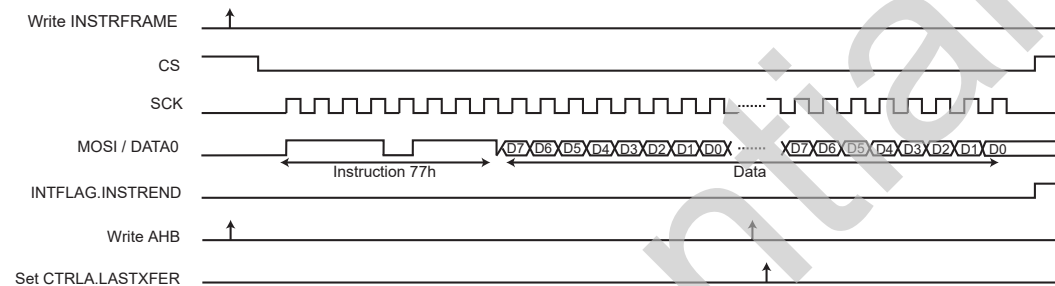 Write INSTRFRAME
CS
SCK
MOSI / DATA0
D7 D6 D5 D4 D3 D2 D1 D0 D7 D6 D5 D4 D3 D2 D1 D0
Instruction 77h Data
INTFLAG.INSTREND
Write AHB
Set CTRLA.LASTXFER